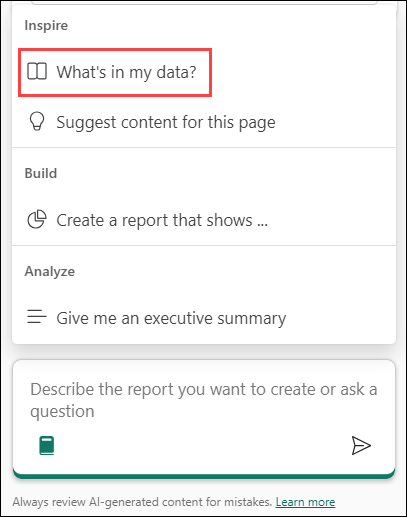 Inspire
What's in my data?
Suggest content for this page
Build
Create a report that shows ...
Analyze
Give me an executive summary
Describe the report you want to create or ask a
question
Always review AI-generated content for mistakes. Learn more